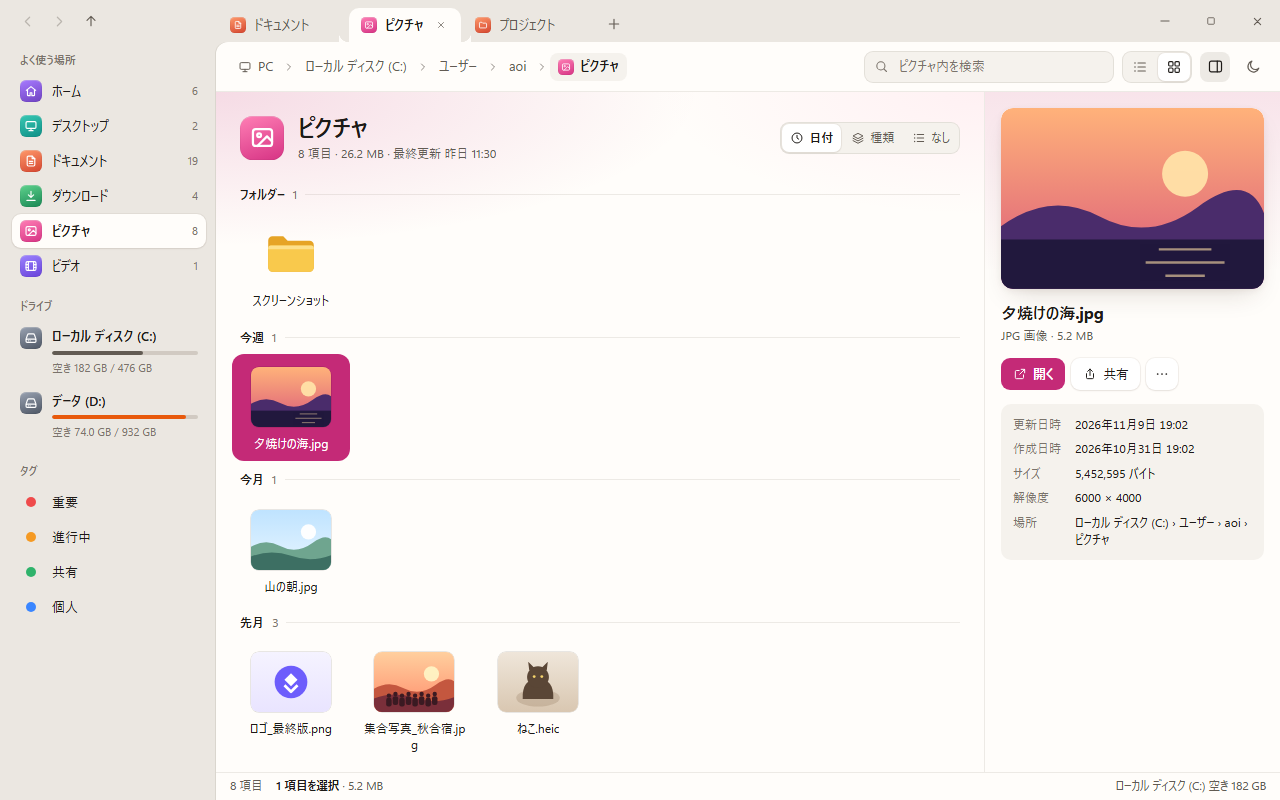 ドキュメント
ピクチャ
プロジェクト
よく使う場所
ホーム 6
デスクトップ 2
ドキュメント 19
ダウンロード 4
ピクチャ 8
ビデオ 1
ドライブ
ローカル ディスク (C:)
空き 182 GB / 476 GB
データ (D:)
空き 74.0 GB / 932 GB
タグ
重要
進行中
共有
個人
PC › ローカル ディスク (C:) › ユーザー › aoi › ピクチャ
ピクチャ内を検索
ピクチャ
8 項目 · 26.2 MB · 最終更新 昨日 11:30
日付 種類 なし
フォルダー 1
スクリーンショット
今週 1
夕焼けの海.jpg
今月 1
山の朝.jpg
先月 3
ロゴ_最終版.png
集合写真_秋合宿.jp
g
ねこ.heic
夕焼けの海.jpg
JPG 画像 · 5.2 MB
開く 共有
更新日時 2026年11月9日 19:02
作成日時 2026年10月31日 19:02
サイズ 5,452,595 バイト
解像度 6000 × 4000
場所 ローカル ディスク (C:) › ユーザー › aoi ›
ピクチャ
8 項目 1 項目を選択 · 5.2 MB
ローカル ディスク (C:) 空き 182 GB